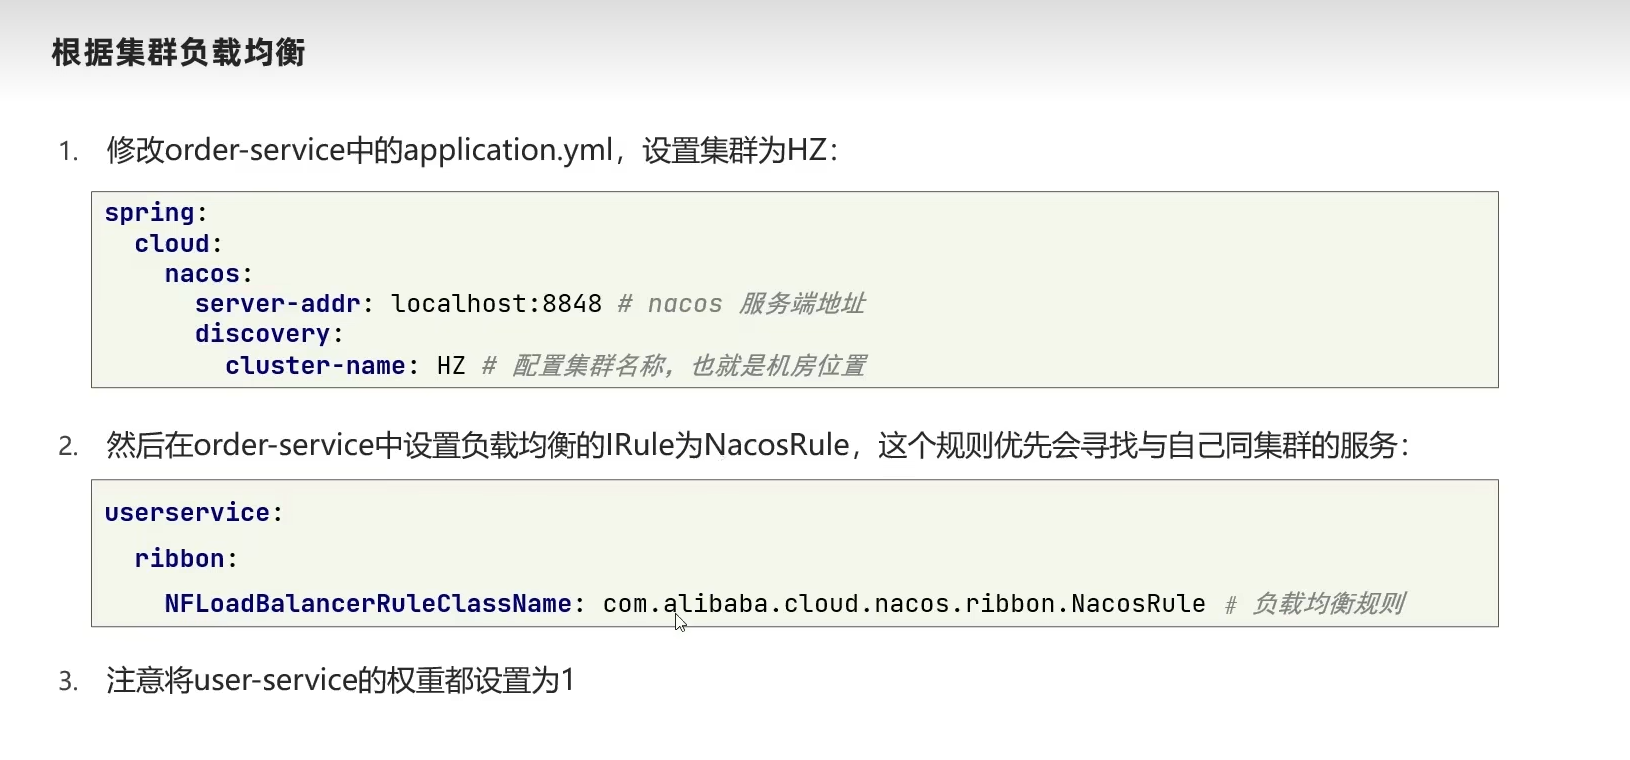 根据集群负载均衡
1. 修改order-service中的application.yml，设置集群为HZ：
spring:
  cloud:
    nacos:
      server-addr: localhost:8848 # nacos 服务端地址
      discovery:
        cluster-name: HZ # 配置集群名称，也就是机房位置
2. 然后在order-service中设置负载均衡的IRule为NacosRule，这个规则优先会寻找与自己同集群的服务：
userservice:
  ribbon:
    NFLoadBalancerRuleClassName: com.alibaba.cloud.nacos.ribbon.NacosRule # 负载均衡规则
3. 注意将user-service的权重都设置为1